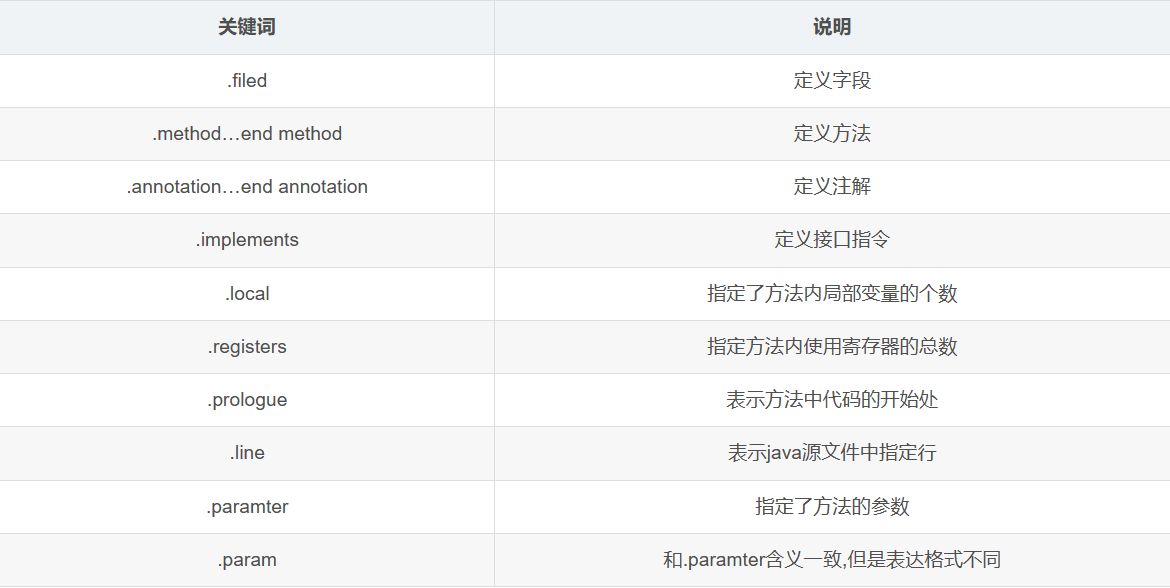 关键词 说明
.filed 定义字段
.method…end method 定义方法
.annotation…end annotation 定义注解
.implements 定义接口指令
.local 指定了方法内局部变量的个数
.registers 指定方法内使用寄存器的总数
.prologue 表示方法中代码的开始处
.line 表示java源文件中指定行
.paramter 指定了方法的参数
.param 和.paramter含义一致,但是表达格式不同